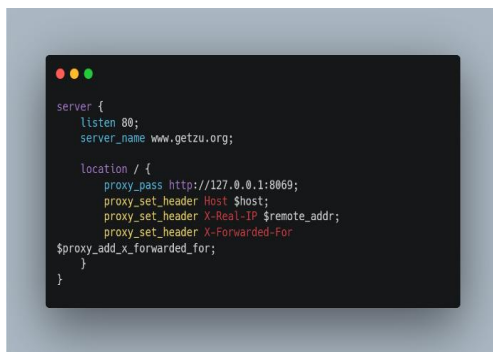 server {
    listen 80;
    server_name www.getzu.org;

    location / {
        proxy_pass http://127.0.0.1:8069;
        proxy_set_header Host $host;
        proxy_set_header X-Real-IP $remote_addr;
        proxy_set_header X-Forwarded-For
$proxy_add_x_forwarded_for;
    }
}